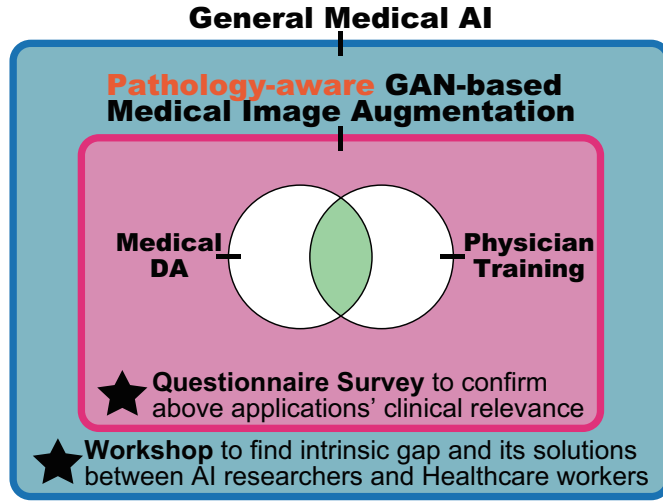 General Medical AI
Pathology-aware GAN-based
Medical Image Augmentation
Medical
DA
Physician
Training
Questionnaire Survey to confirm
above applications’ clinical relevance
Workshop to find intrinsic gap and its solutions
between AI researchers and Healthcare workers